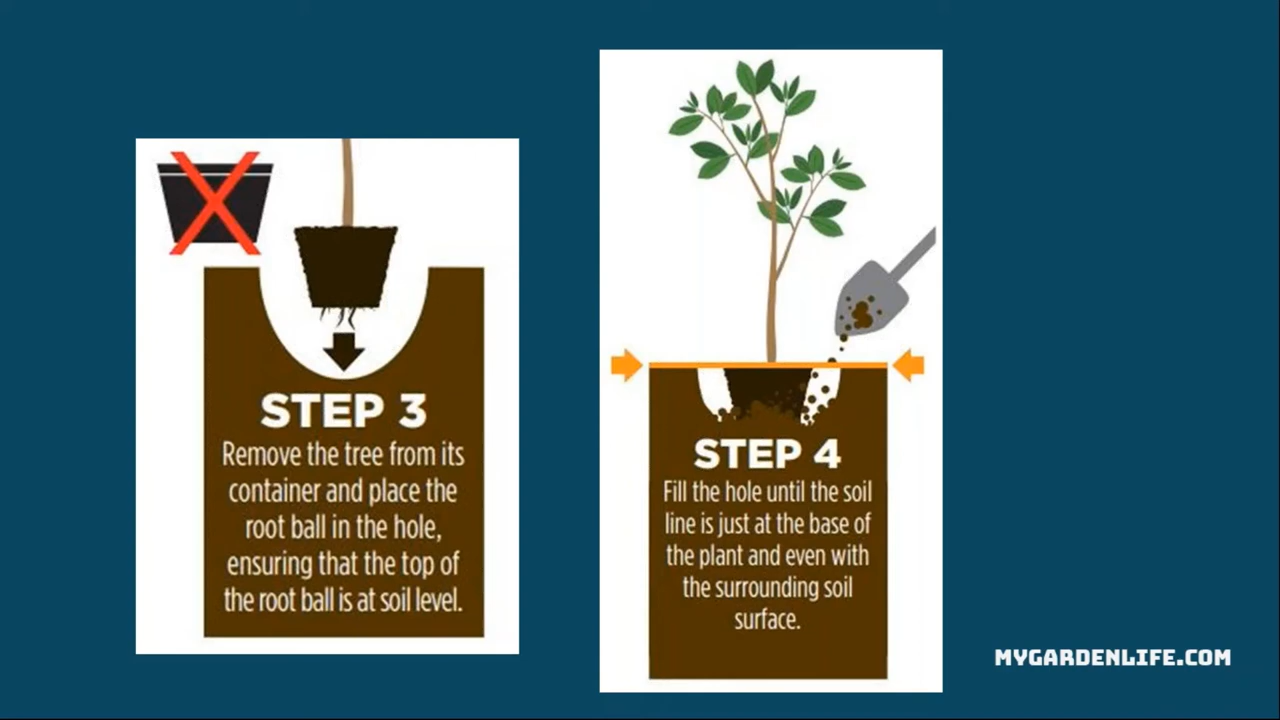 STEP 3
Remove the tree from its
container and place the
root ball in the hole,
ensuring that the top of
the root ball is at soil level.
STEP 4
Fill the hole until the soil
line is just at the base of
the plant and even with
the surrounding soil
surface.
MYGARDENLIFE.COM